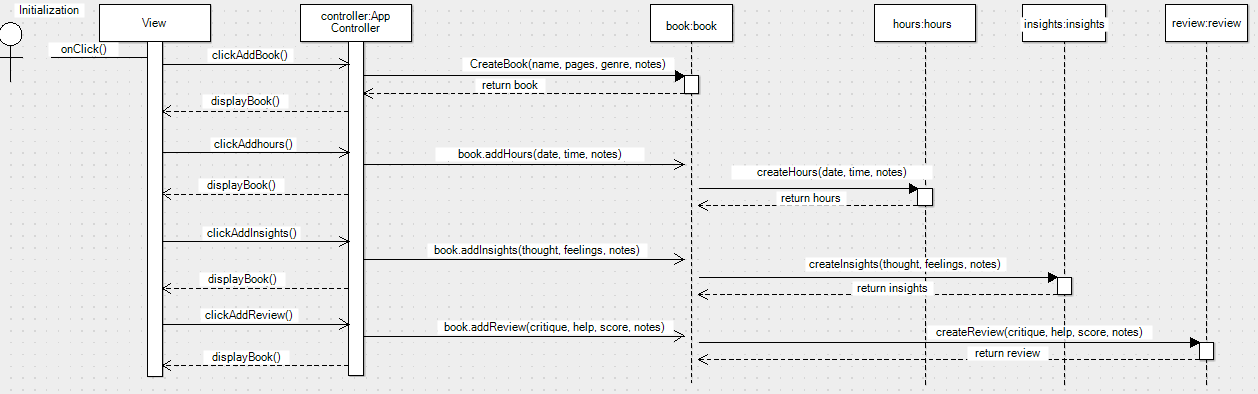 Initialization
View
controller:App
Controller
book:book
hours:hours
insights:insights
review:review
onClick()
clickAddBook()
CreateBook(name, pages, genre, notes)
return book
displayBook()
clickAddhours()
book.addHours(date, time, notes)
createHours(date, time, notes)
displayBook()
return hours
clickAddInsights()
book.addInsights(thought, feelings, notes)
createInsights(thought, feelings, notes)
displayBook()
return insights
clickAddReview()
book.addReview(critique, help, score, notes)
createReview(critique, help, score, notes)
displayBook()
return review